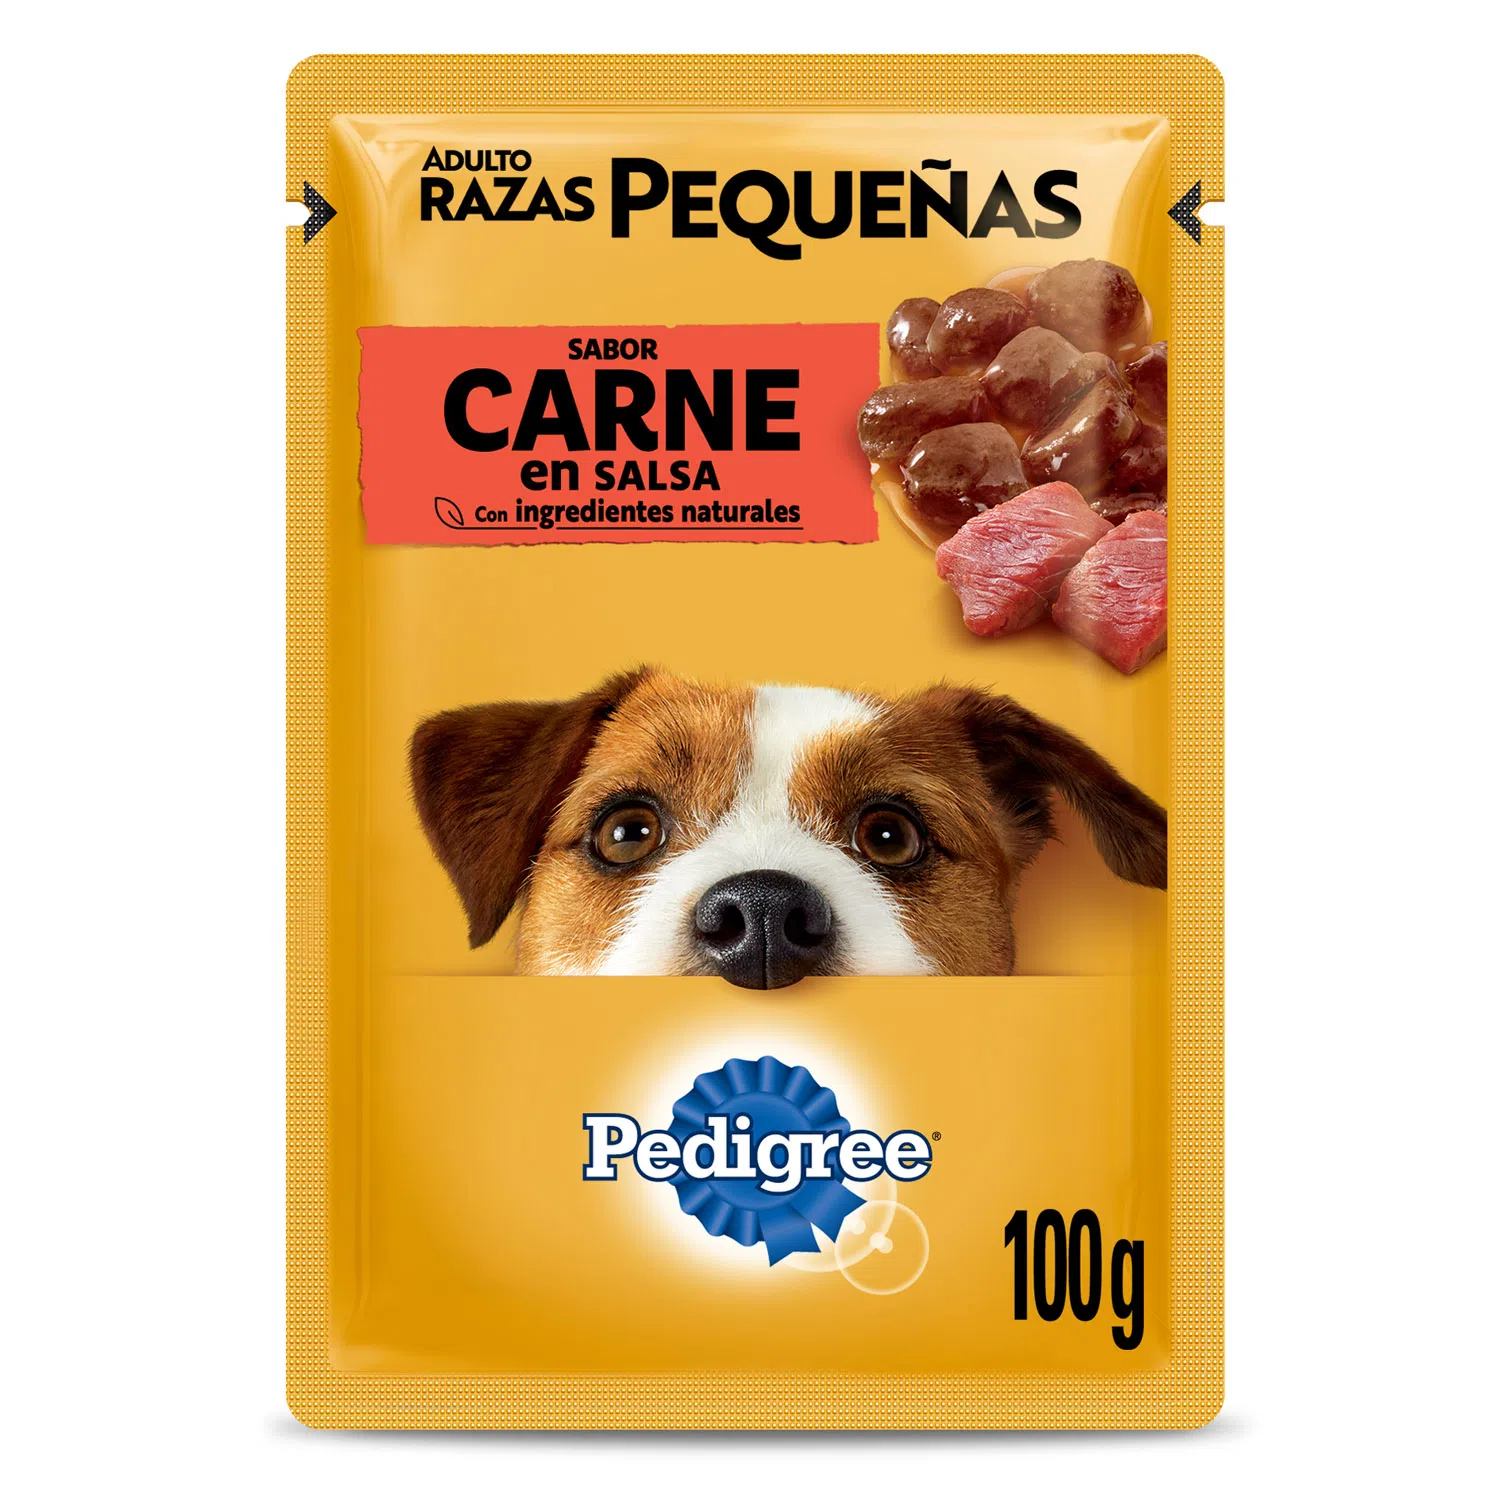 ADULTO
RAZAS PEQUEÑAS
SABOR
CARNE
en SALSA
Con ingredientes naturales
Pedigree®
100g